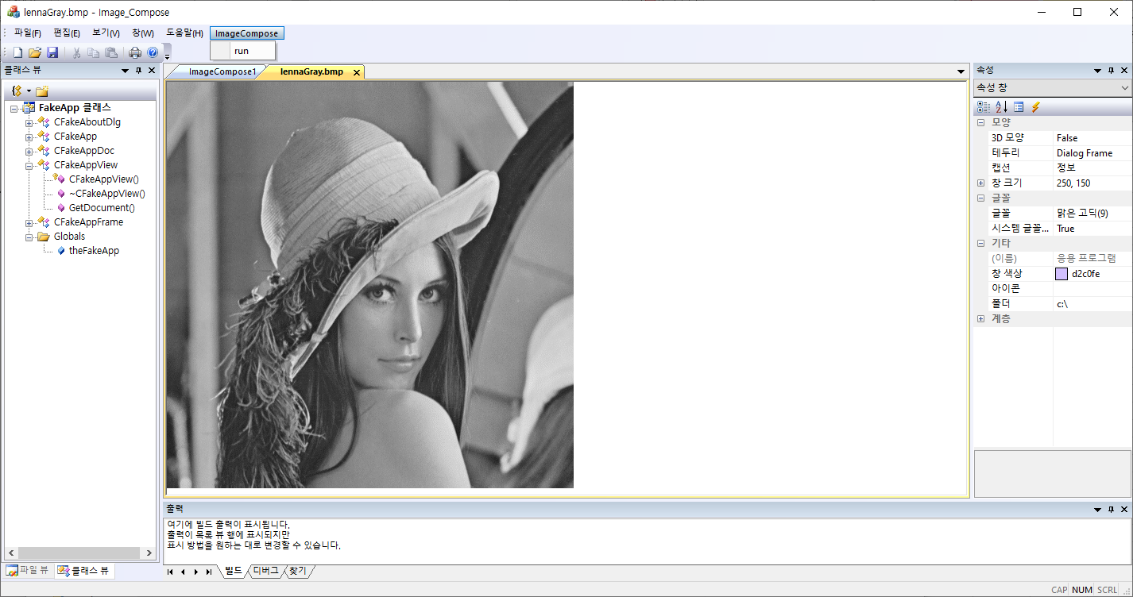 lennaGray.bmp - Image_Compose
파일(F) 편집(E) 보기(V) 창(W) 도움말(H) ImageCompose
run
클래스 뷰
FakeApp 클래스
CFakeAboutDlg
CFakeApp
CFakeAppDoc
CFakeAppView
CFakeAppView()
~CFakeAppView()
GetDocument()
CFakeAppFrame
Globals
theFakeApp
파일 뷰 클래스 뷰
ImageCompose1 lennaGray.bmp
출력
여기에 빌드 출력이 표시됩니다.
출력이 목록 뷰 행에 표시되지만
표시 방법을 원하는 대로 변경할 수 있습니다.
빌드 디버그 찾기
속성
속성 창
모양
3D 모양 False
테두리 Dialog Frame
캡션 정보
창 크기 250, 150
글꼴
글꼴 맑은 고딕(9)
시스템 글꼴... True
기타
(이름) 응용 프로그램
창 색상 d2c0fe
아이콘
폴더 c:\
계층
CAP NUM SCRL